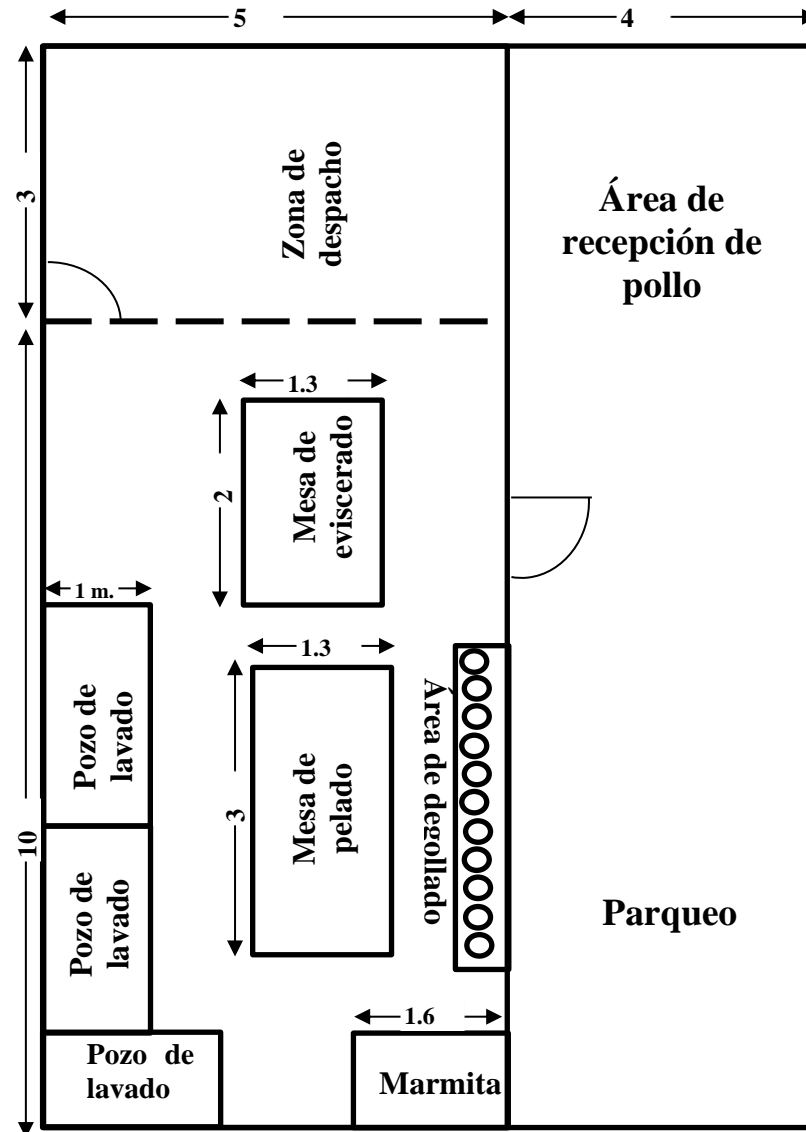 5
4
3
Zona de
despacho
Área de
recepción de
pollo
1.3
2
Mesa de
eviscerado
1 m.
1.3
Pozo de
lavado
3
Mesa de
pelado
Área de degollado
10
Pozo de
lavado
Parqueo
1.6
Pozo de
lavado
Marmita